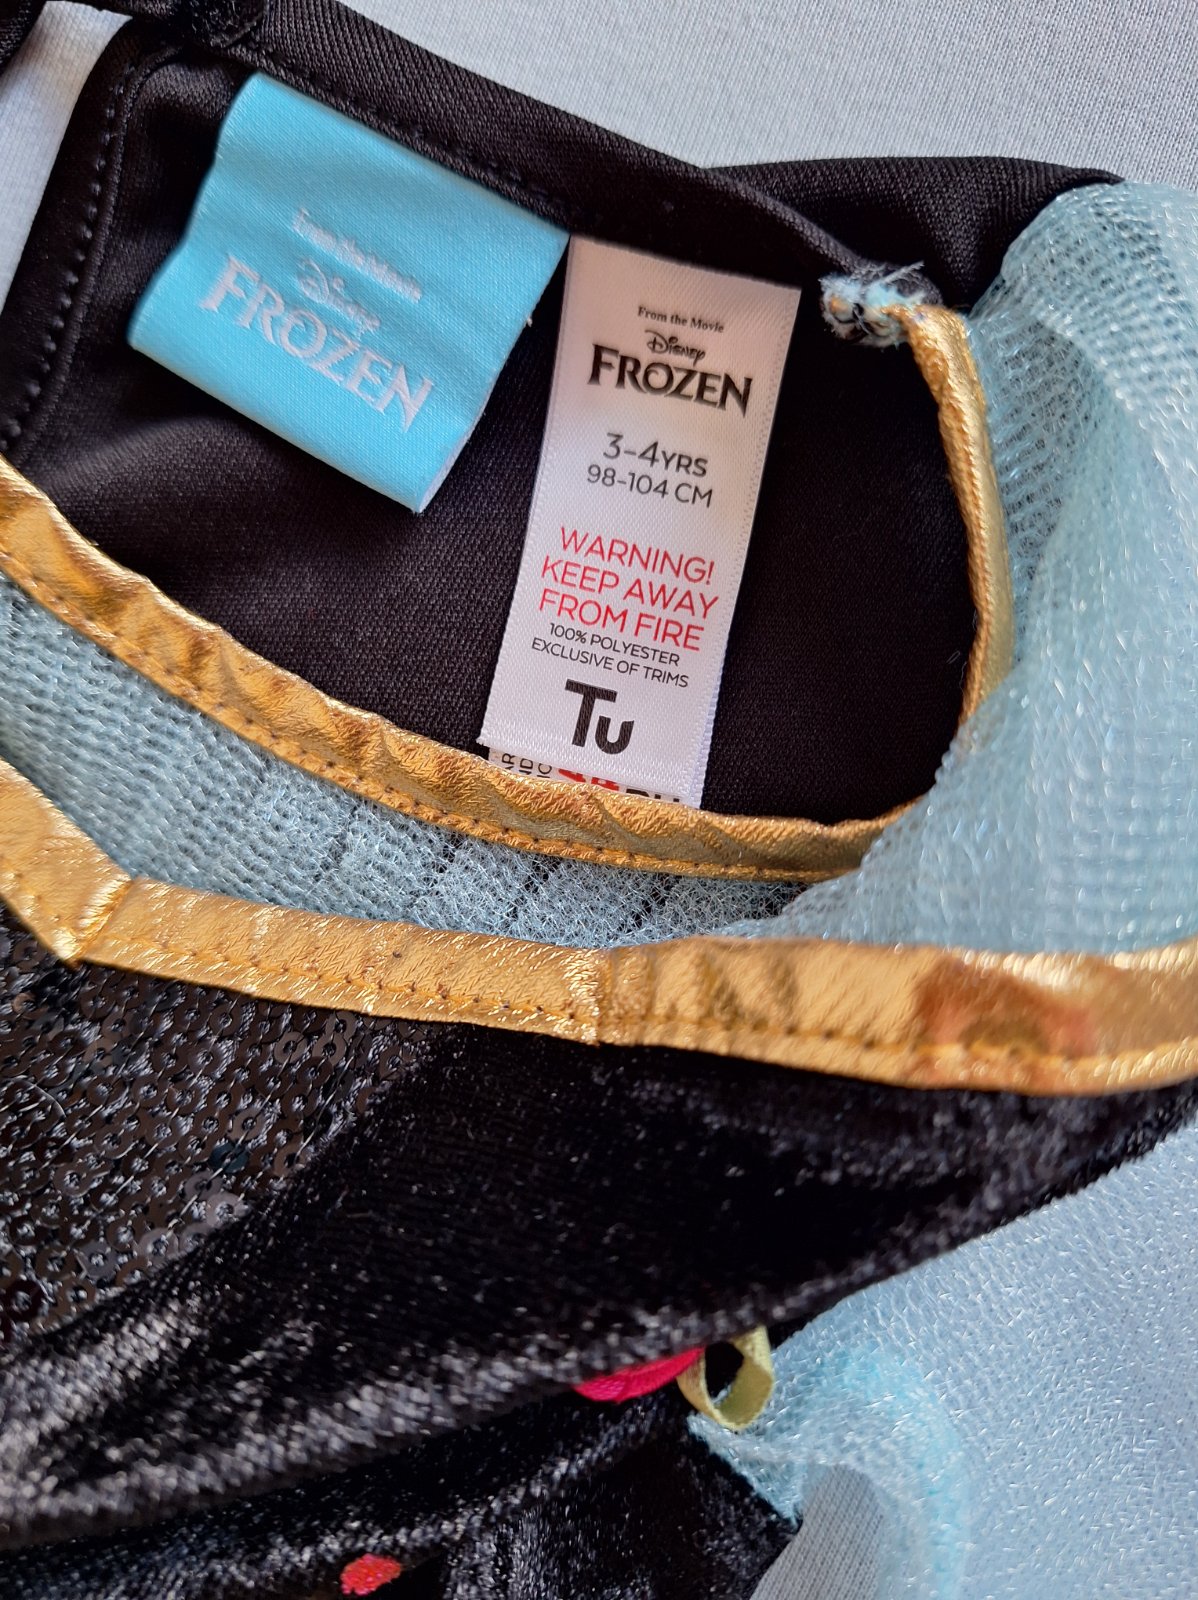 From the Movie
Disney
FROZEN
From the Movie
Disney
FROZEN
3-4YRS
98-104 CM
WARNING!
KEEP AWAY
FROM FIRE
100% POLYESTER
EXCLUSIVE OF TRIMS
Tu